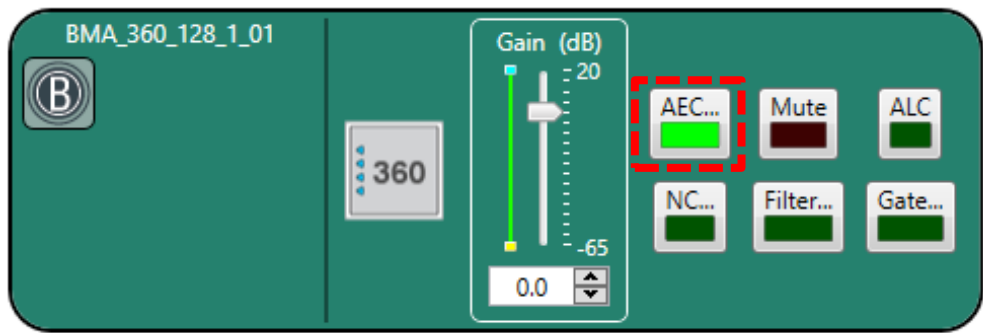 BMA_360_128_1_01
B
360
Gain (dB)
20
-65
0.0
AEC...
Mute
ALC
NC...
Filter...
Gate...